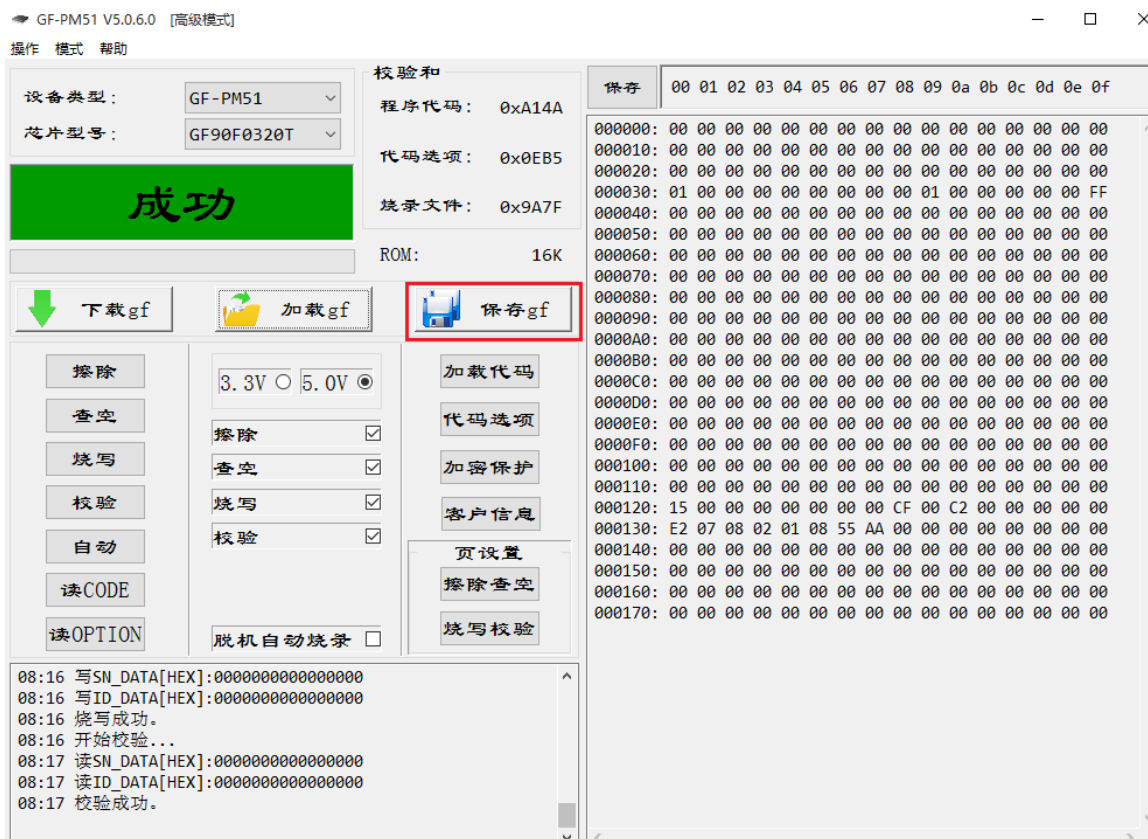 GF-PM51 V5.0.6.0 [高级模式]
操作 模式 帮助
设备类型: GF-PM51
芯片型号: GF90F0320T
成功
校验和
程序代码: 0xA14A
代码选项: 0x0EB5
烧录文件: 0x9A7F
ROM: 16K
下载gf
加载gf
保存gf
擦除
查空
烧写
校验
自动
读CODE
读OPTION
3.3V 5.0V
擦除
查空
烧写
校验
脱机自动烧录
加载代码
代码选项
加密保护
客户信息
页设置
擦除查空
烧写校验
08:16 写SN_DATA[HEX]:0000000000000000
08:16 写ID_DATA[HEX]:0000000000000000
08:16 烧写成功。
08:16 开始校验...
08:17 读SN_DATA[HEX]:0000000000000000
08:17 读ID_DATA[HEX]:0000000000000000
08:17 校验成功。
保存 00 01 02 03 04 05 06 07 08 09 0a 0b 0c 0d 0e 0f
000000: 00 00 00 00 00 00 00 00 00 00 00 00 00 00 00 00
000010: 00 00 00 00 00 00 00 00 00 00 00 00 00 00 00 00
000020: 00 00 00 00 00 00 00 00 00 00 00 00 00 00 00 00
000030: 01 00 00 00 00 00 00 00 00 01 00 00 00 00 00 FF
000040: 00 00 00 00 00 00 00 00 00 00 00 00 00 00 00 00
000050: 00 00 00 00 00 00 00 00 00 00 00 00 00 00 00 00
000060: 00 00 00 00 00 00 00 00 00 00 00 00 00 00 00 00
000070: 00 00 00 00 00 00 00 00 00 00 00 00 00 00 00 00
000080: 00 00 00 00 00 00 00 00 00 00 00 00 00 00 00 00
000090: 00 00 00 00 00 00 00 00 00 00 00 00 00 00 00 00
0000A0: 00 00 00 00 00 00 00 00 00 00 00 00 00 00 00 00
0000B0: 00 00 00 00 00 00 00 00 00 00 00 00 00 00 00 00
0000C0: 00 00 00 00 00 00 00 00 00 00 00 00 00 00 00 00
0000D0: 00 00 00 00 00 00 00 00 00 00 00 00 00 00 00 00
0000E0: 00 00 00 00 00 00 00 00 00 00 00 00 00 00 00 00
0000F0: 00 00 00 00 00 00 00 00 00 00 00 00 00 00 00 00
000100: 00 00 00 00 00 00 00 00 00 00 00 00 00 00 00 00
000110: 00 00 00 00 00 00 00 00 00 00 00 00 00 00 00 00
000120: 15 00 00 00 00 00 00 00 CF 00 C2 00 00 00 00 00
000130: E2 07 08 02 01 08 55 AA 00 00 00 00 00 00 00 00
000140: 00 00 00 00 00 00 00 00 00 00 00 00 00 00 00 00
000150: 00 00 00 00 00 00 00 00 00 00 00 00 00 00 00 00
000160: 00 00 00 00 00 00 00 00 00 00 00 00 00 00 00 00
000170: 00 00 00 00 00 00 00 00 00 00 00 00 00 00 00 00